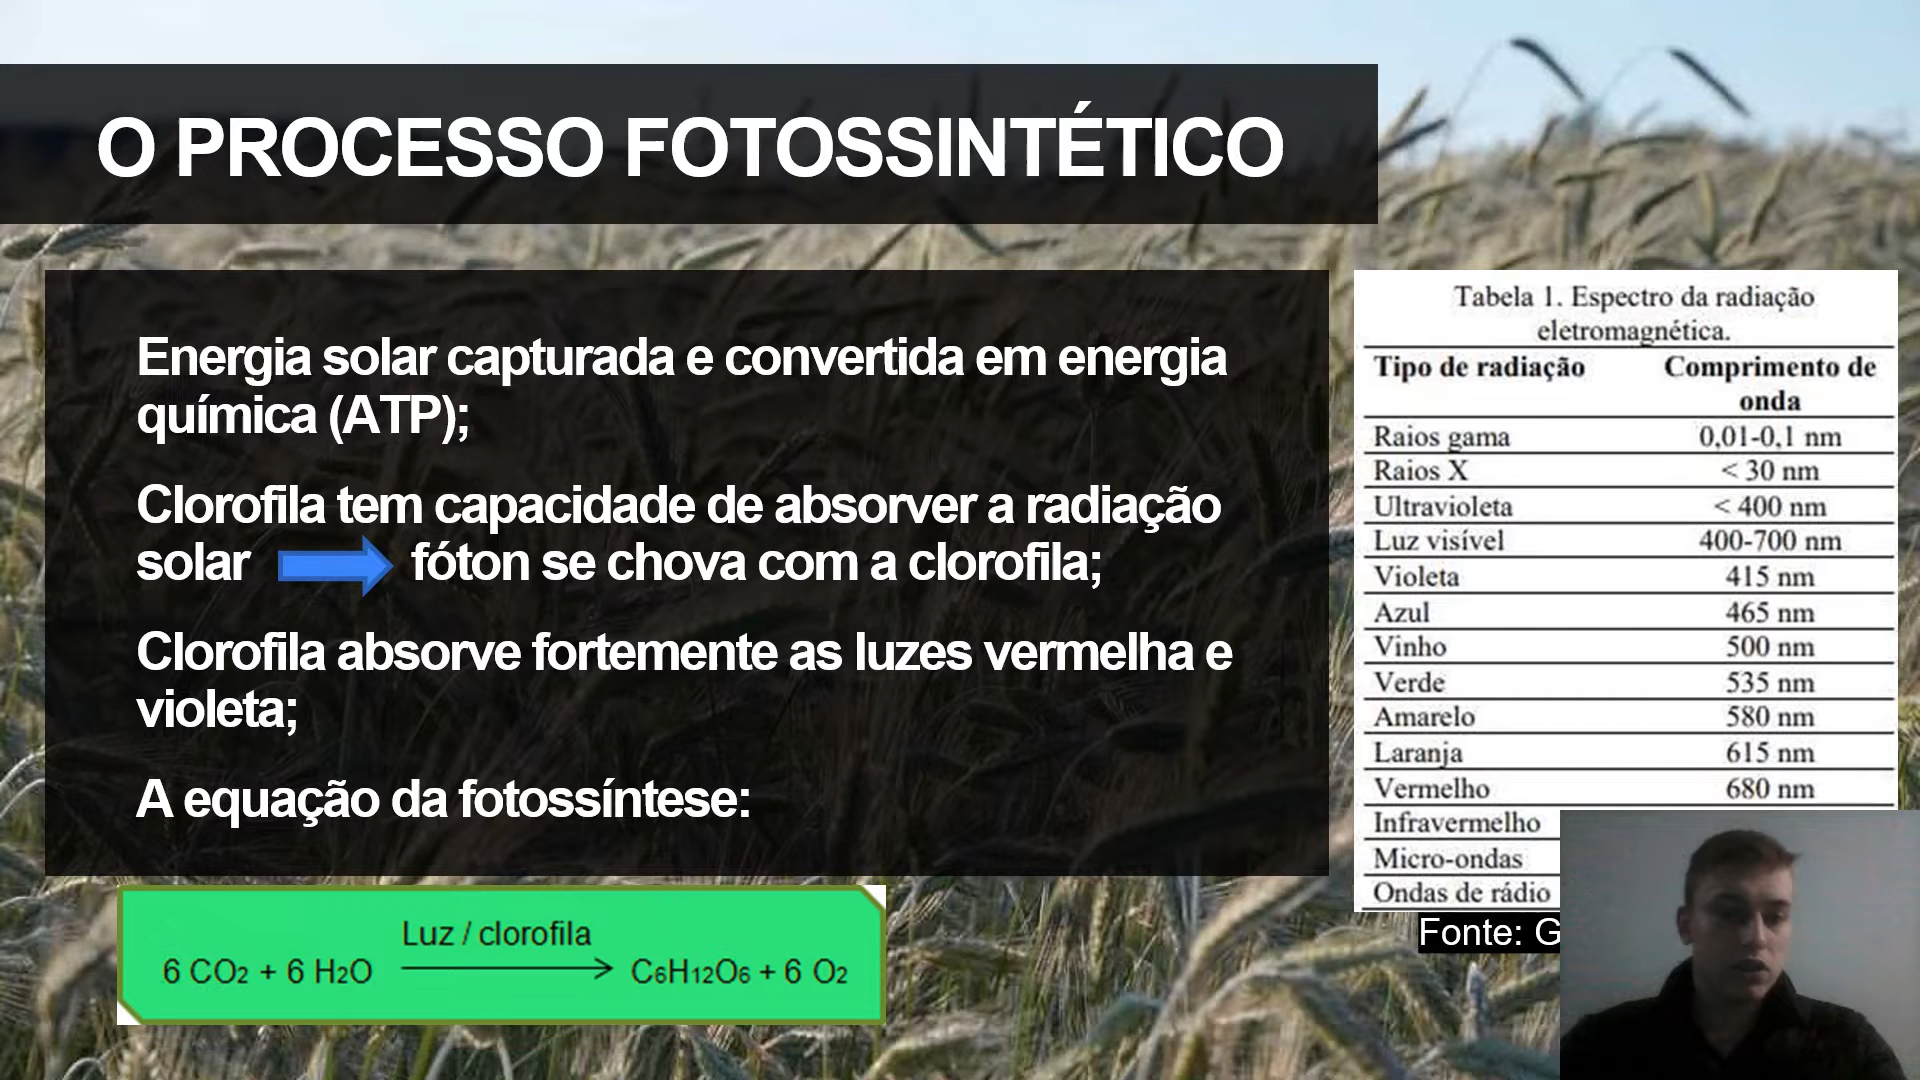 O PROCESSO FOTOSSINTÉTICO
Energia solar capturada e convertida em energia
química (ATP);
Clorofila tem capacidade de absorver a radiação
solar fóton se chova com a clorofila;
Clorofila absorve fortemente as luzes vermelha e
violeta;
A equação da fotossíntese:
Luz / clorofila
6 CO2 + 6 H2O → C6H12O6 + 6 O2
Tabela 1. Espectro da radiação
eletromagnética.
Tipo de radiação Comprimento de
onda
Raios gama 0,01-0,1 nm
Raios X < 30 nm
Ultravioleta < 400 nm
Luz visível 400-700 nm
Violeta 415 nm
Azul 465 nm
Vinho 500 nm
Verde 535 nm
Amarelo 580 nm
Laranja 615 nm
Vermelho 680 nm
Infravermelho
Micro-ondas
Ondas de rádio
Fonte: